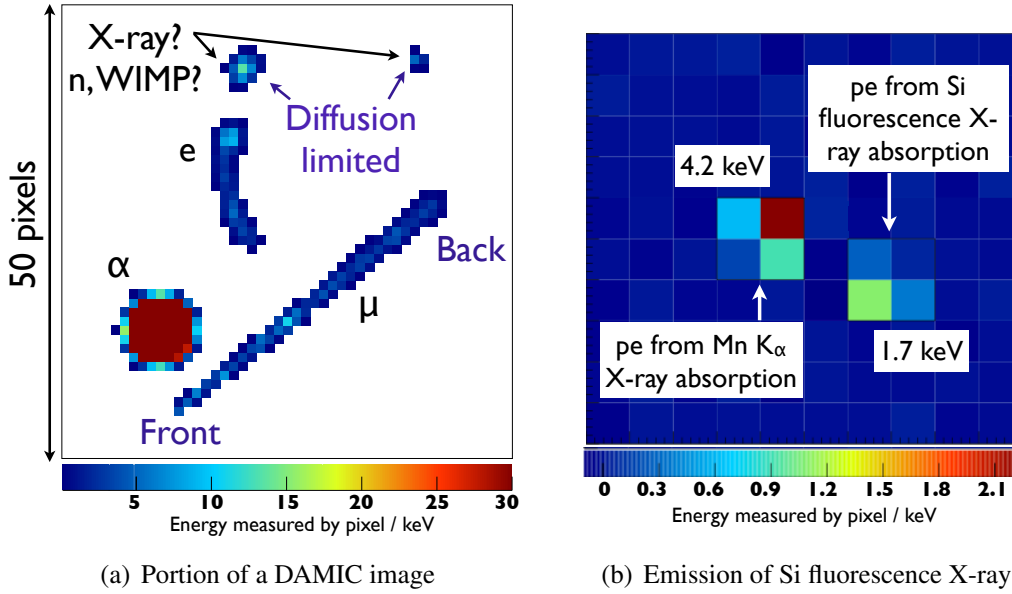 50 pixels
X-ray?
n, WIMP?
Diffusion
limited
e
Back
α
μ
Front
5 10 15 20 25 30
Energy measured by pixel / keV
(a) Portion of a DAMIC image
pe from Si
fluorescence X-
ray absorption
4.2 keV
pe from Mn Kα
X-ray absorption
1.7 keV
0 0.3 0.6 0.9 1.2 1.5 1.8 2.1
Energy measured by pixel / keV
(b) Emission of Si fluorescence X-ray